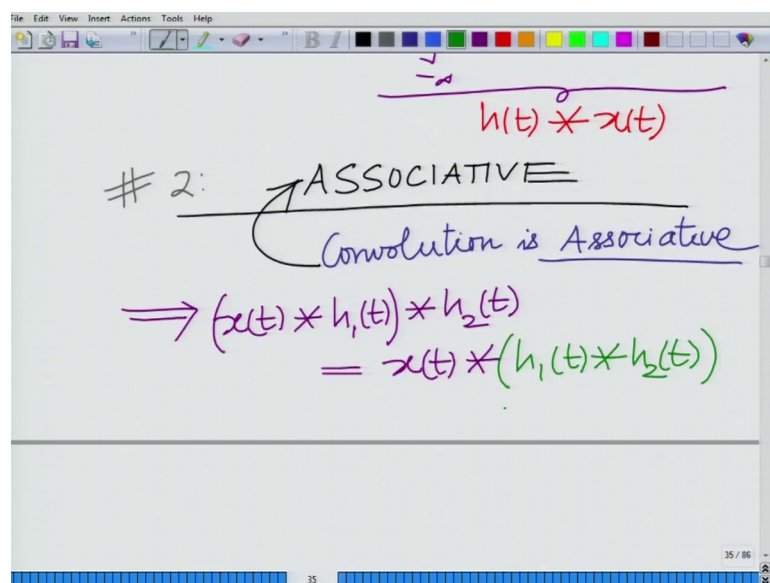 File Edit View Insert Actions Tools Help
B I
-∞
h(t) * x(t)
# 2: ASSOCIATIVE
Convolution is Associative
⇒ (x(t) * h₁(t)) * h₂(t)
= x(t) * (h₁(t) * h₂(t))
35 / 86
35